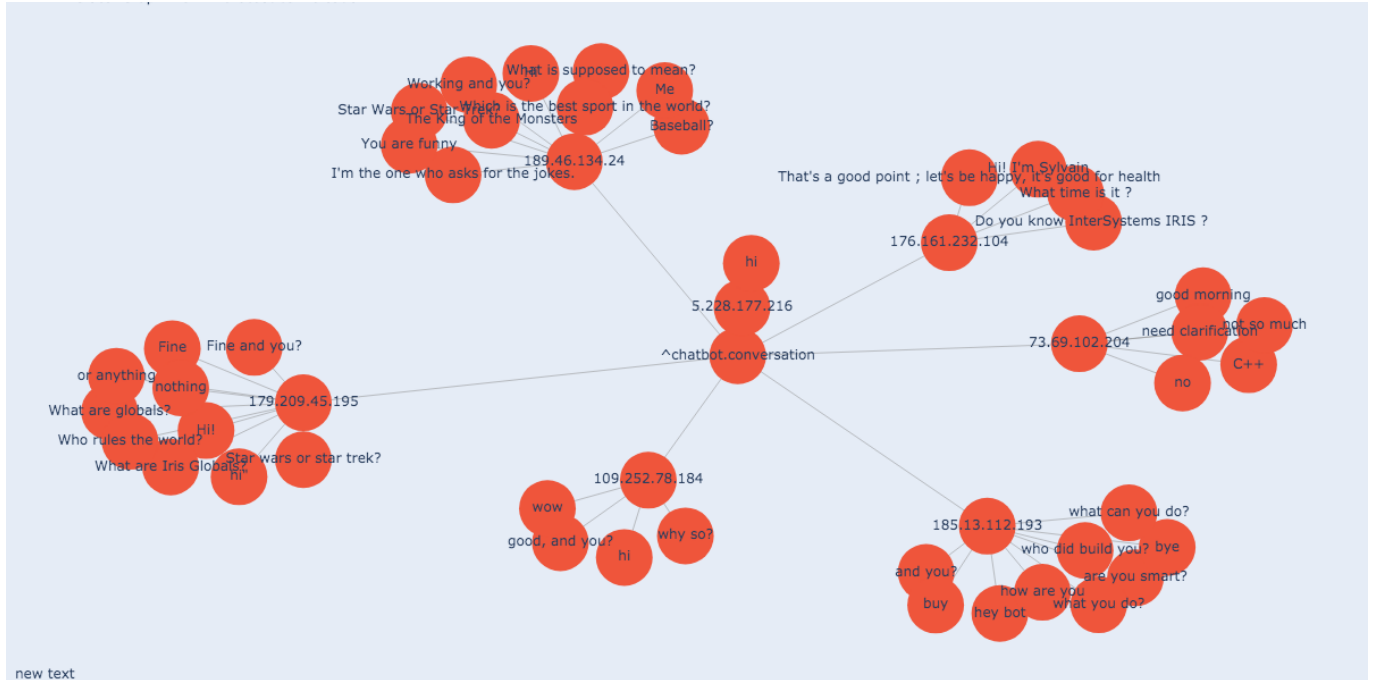 What is supposed to mean?
Hi
Working and you?
Me
Which is the best sport in the world?
Star Wars or Star Trek?
The King of the Monsters
Baseball?
You are funny
189.46.134.24
I'm the one who asks for the jokes.
Hi! I'm Sylvain
That's a good point ; let's be happy, it's good for health
What time is it ?
Do you know InterSystems IRIS ?
176.161.232.104
hi
5.228.177.216
^chatbot.conversation
good morning
need clarification
not so much
73.69.102.204
C++
no
Fine
Fine and you?
or anything
nothing
179.209.45.195
What are globals?
Hi!
Who rules the world?
Star wars or star trek?
What are Iris Globals?
hi"
109.252.78.184
wow
good, and you?
why so?
hi
what can you do?
185.13.112.193
who did build you?
bye
and you?
are you smart?
how are you
buy
what you do?
hey bot
new text